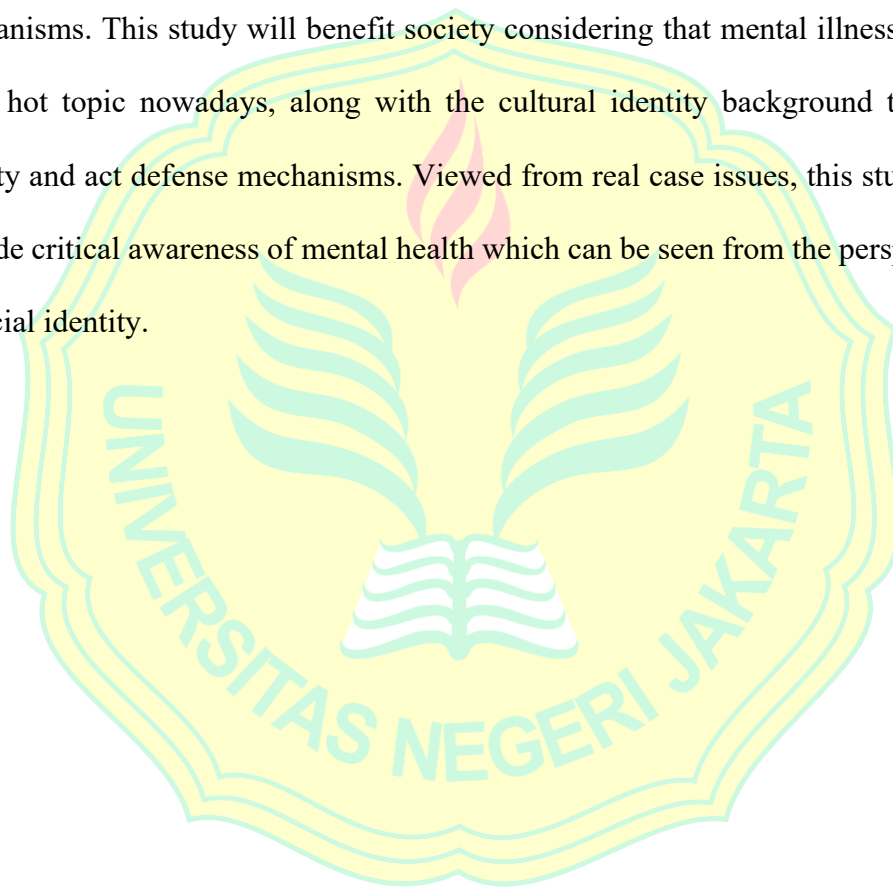 anisms. This study will benefit society considering that mental illness
hot topic nowadays, along with the cultural identity background t
ty and act defense mechanisms. Viewed from real case issues, this stu
de critical awareness of mental health which can be seen from the persp
cial identity.
UNIVERSITAS NEGERI JAKARTA